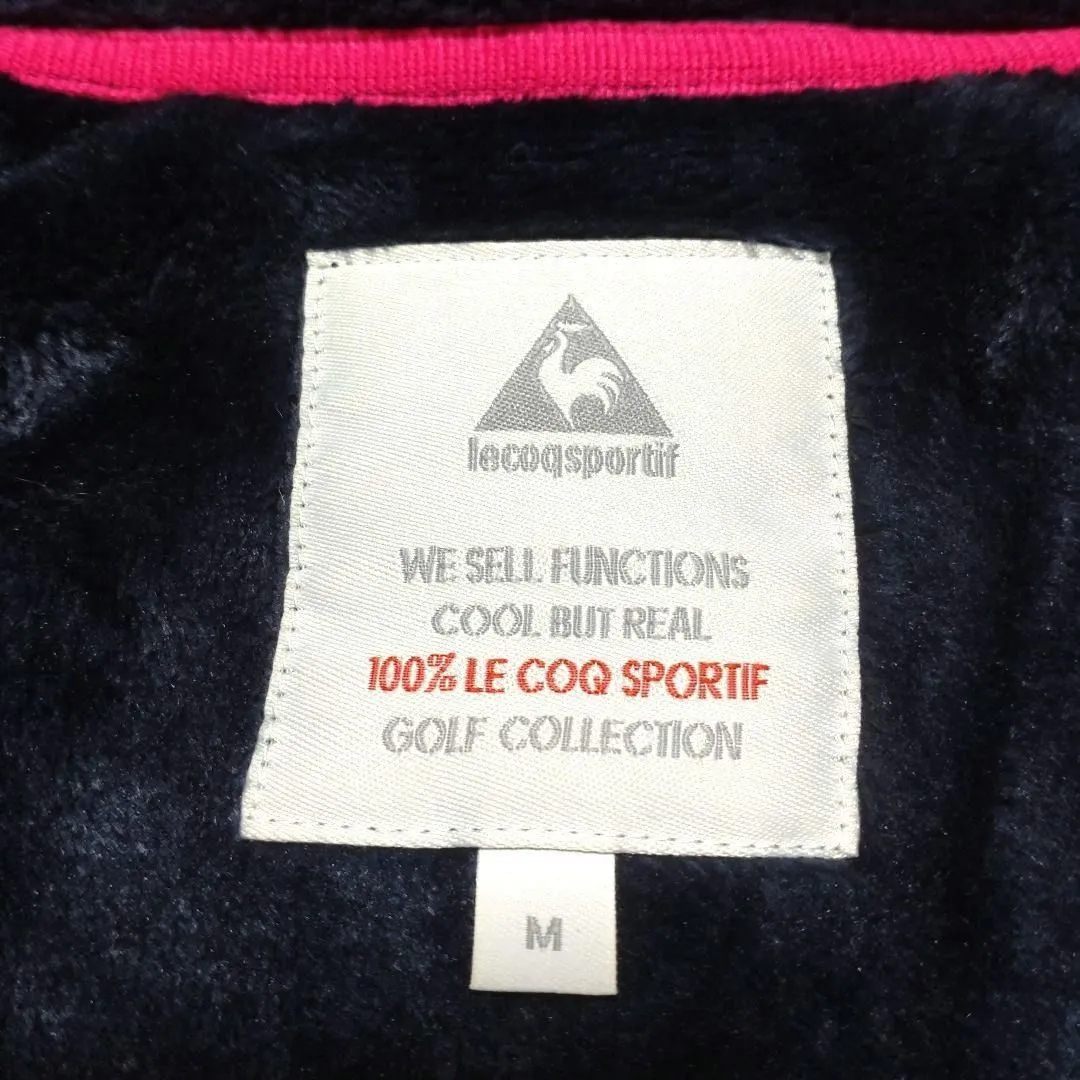 lecoqsportif
WE SELL FUNCTIONS
COOL BUT REAL
100% LE COQ SPORTIF
GOLF COLLECTION
M